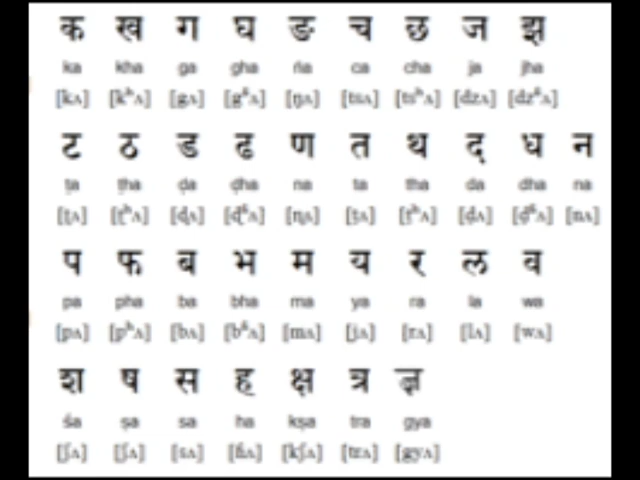 क ख ग घ ङ च छ ज झ
ka kha ga gha ṅa ca cha ja jha
[kʌ] [kʰʌ] [gʌ] [gʱʌ] [ŋʌ] [tsʌ] [tsʰʌ] [dzʌ] [dzʱʌ]
ट ठ ड ढ ण त थ द ध न
ṭa ṭha ḍa ḍha na ta tha da dha na
[ʈʌ] [ʈʰʌ] [ɖʌ] [ɖʱʌ] [ɳʌ] [t̪ʌ] [t̪ʰʌ] [d̪ʌ] [d̪ʱʌ] [nʌ]
प फ ब भ म य र ल व
pa pha ba bha ma ya ra la wa
[pʌ] [pʰʌ] [bʌ] [bʱʌ] [mʌ] [jʌ] [rʌ] [lʌ] [wʌ]
श ष स ह क्ष त्र ज्ञ
śa ṣa sa ha kṣa tra gya
[ʃʌ] [ʃʌ] [sʌ] [ɦʌ] [kʃʌ] [trʌ] [gyʌ]